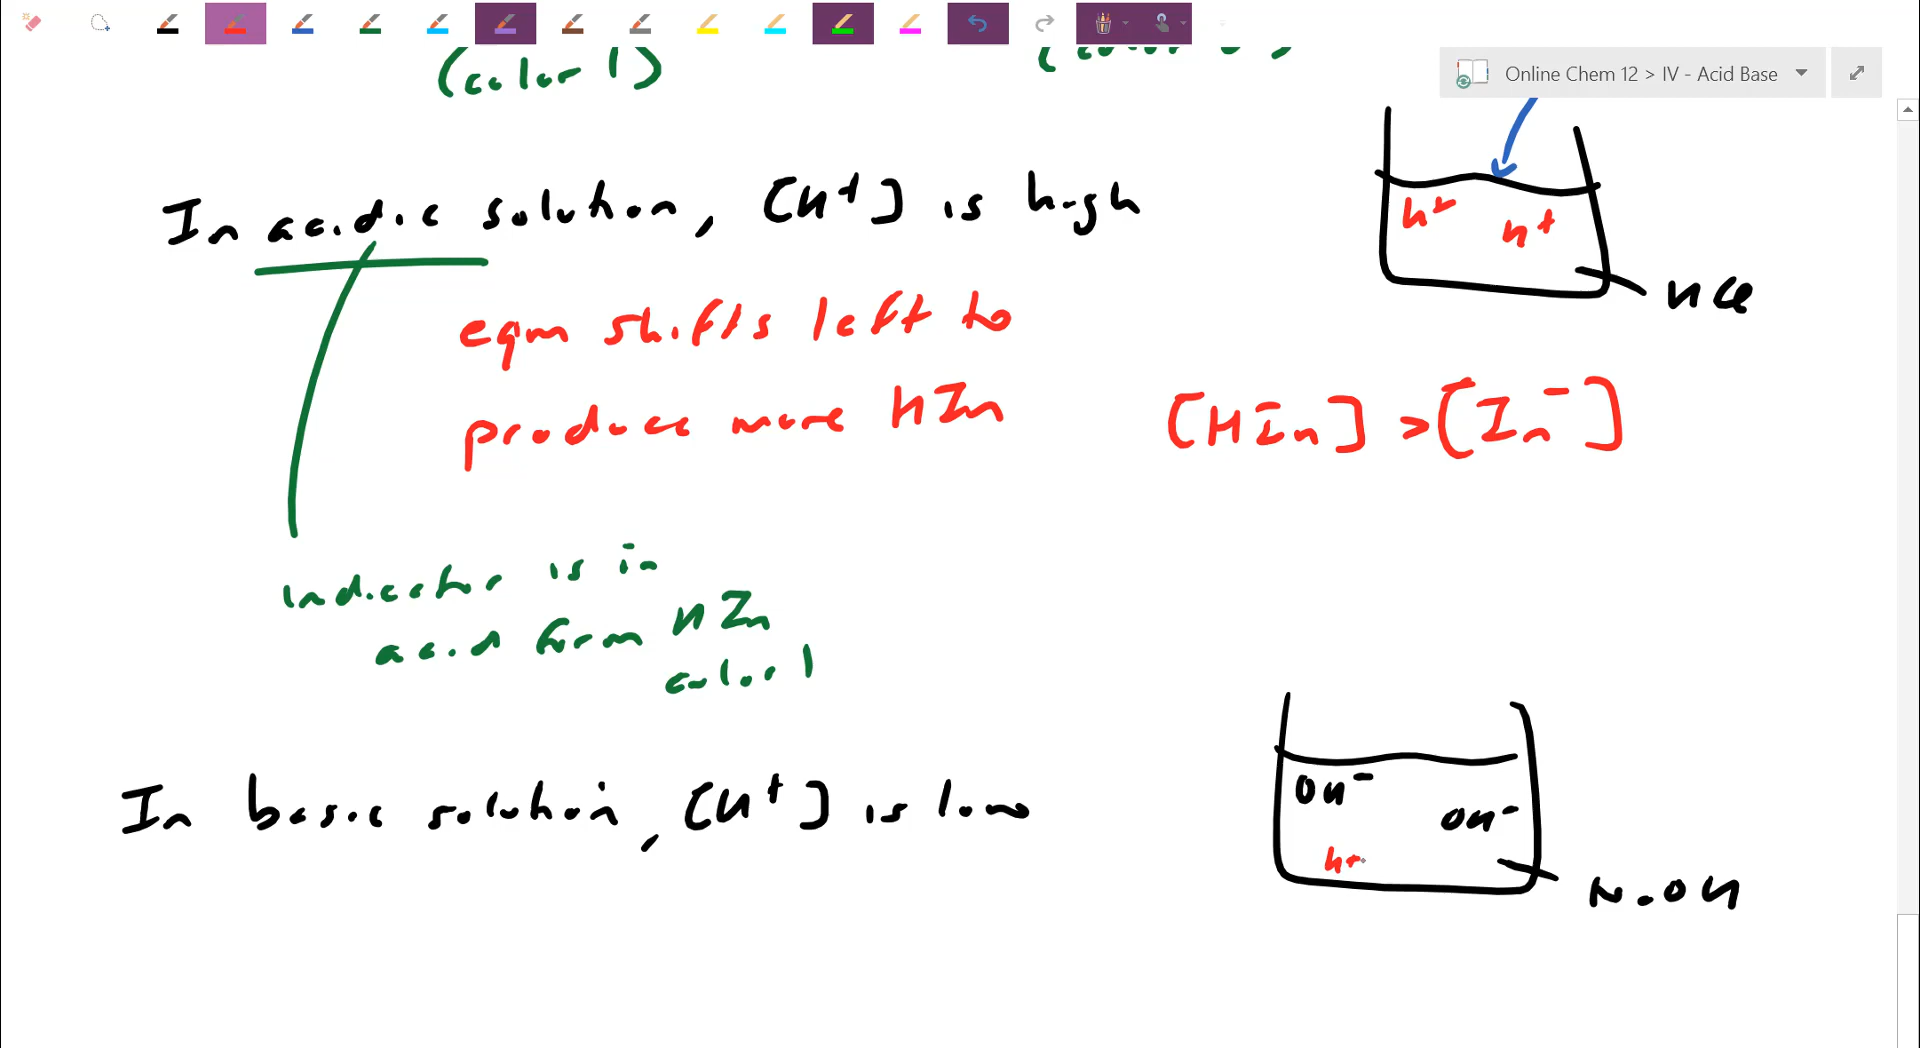 (color 1)
Online Chem 12 > IV - Acid Base
In acidic solution, [H+] is high
H+ H+
HCl
eqm shifts left to
produce more HIn
[HIn] > [In-]
indicator is in
acid form HIn
color 1
In basic solution, [H+] is low
OH-
OH-
H+
NaOH